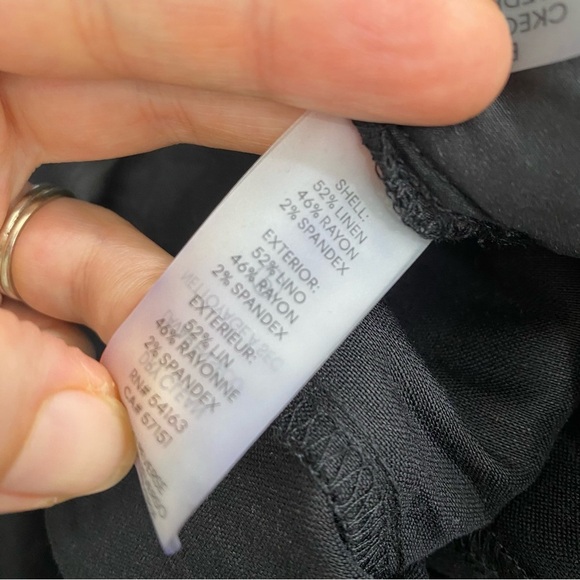 SHELL:
52% LINEN
46% RAYON
2% SPANDEX
EXTERIOR:
52% LINO
46% RAYON
2% SPANDEX
EXTÉRIEUR:
52% LIN
46% RAYONNE
2% SPANDEX
RN# 54163
CA# 57151